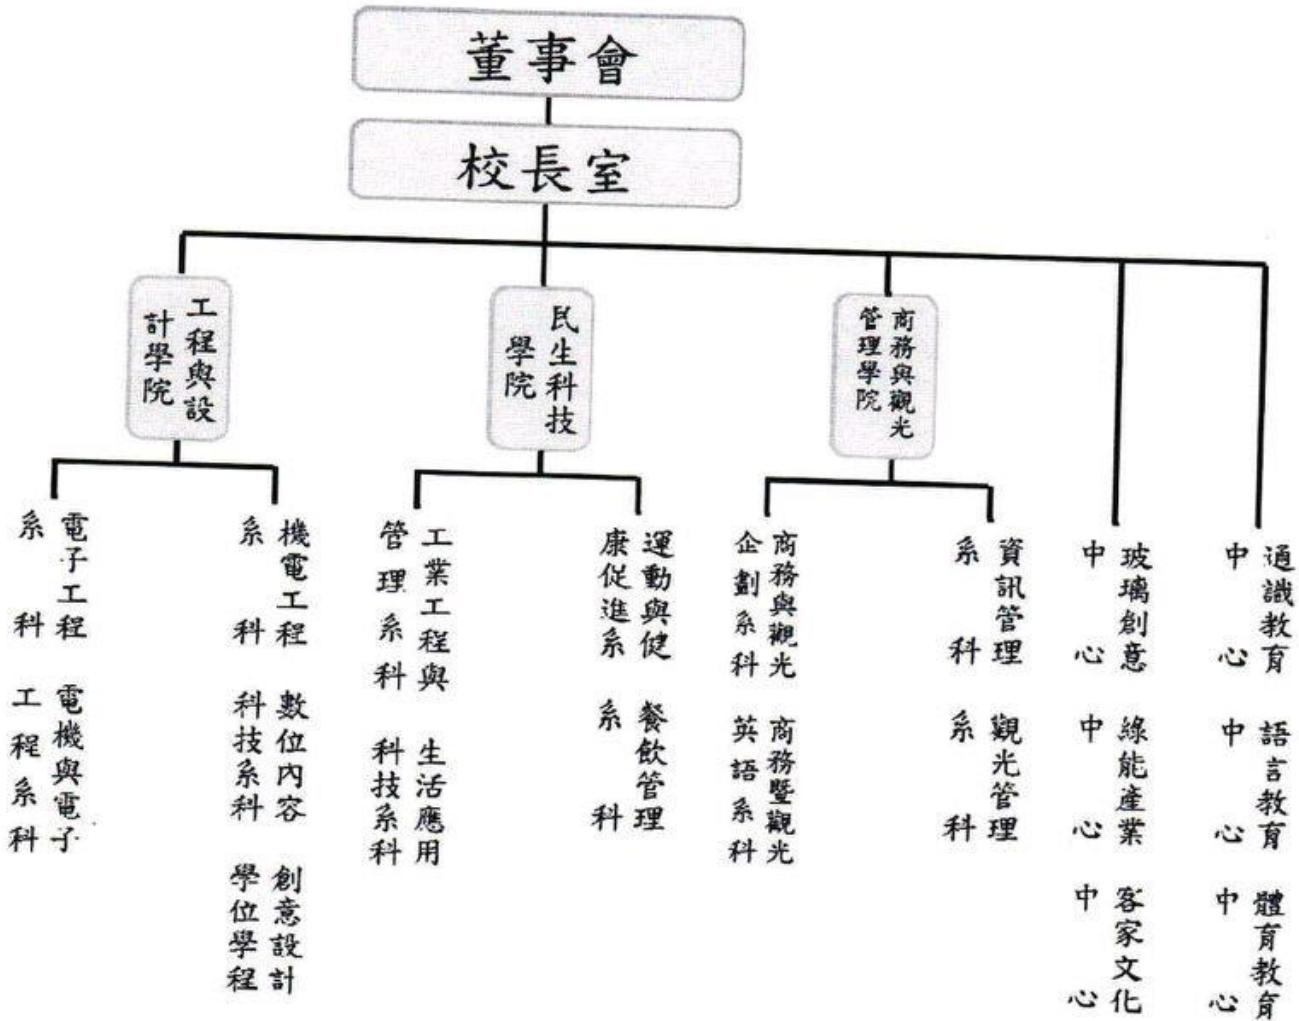 董事會
校長室
工程與設
計學院
民生科技
學院
商務與觀光
管理學院
電子工程
系科
電機與電子
工程系科
機電工程
系科
數位內容
科技系科
創意設計
學位學程
工業工程與
管理系科
生活應用
科技系科
運動與健
康促進系
餐飲管理
系科
商務與觀光
企劃系科
商務暨觀光
英語系科
資訊管理
系科
觀光管理
系科
玻璃創意
中心
綠能產業
中心
客家文化
中心
通識教育
中心
語言教育
中心
體育教育
中心